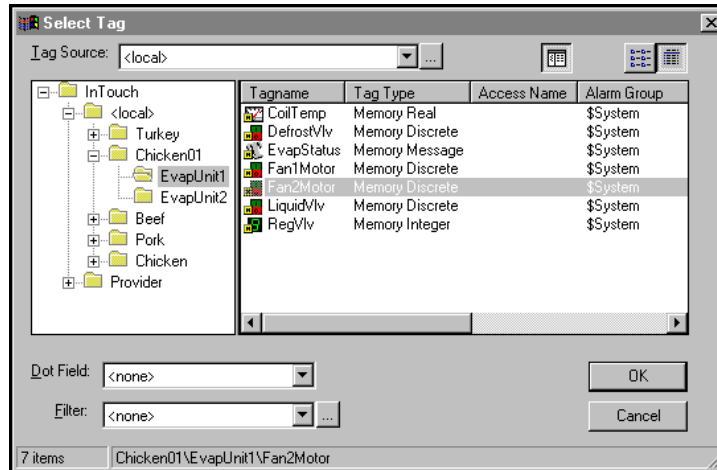 Select Tag
Tag Source: <local> ...
InTouch
<local>
Turkey
Chicken01
EvapUnit1
EvapUnit2
Beef
Pork
Chicken
Provider
Tagname Tag Type Access Name Alarm Group
CoilTemp Memory Real $System
DefrostVlv Memory Discrete $System
EvapStatus Memory Message $System
Fan1Motor Memory Discrete $System
Fan2Motor Memory Discrete $System
LiquidVlv Memory Discrete $System
RegVlv Memory Integer $System
Dot Field: <none>
OK
Filter: <none> ...
Cancel
7 items Chicken01\EvapUnit1\Fan2Motor